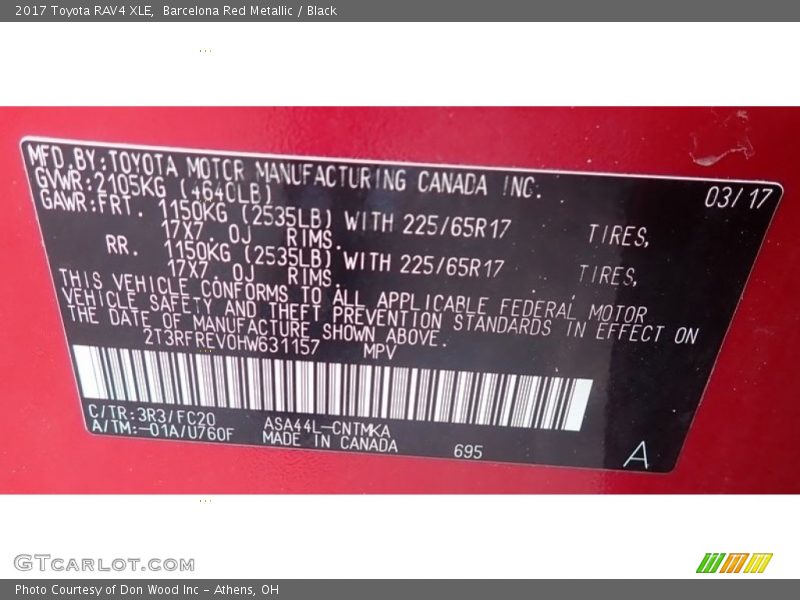 2017 Toyota RAV4 XLE,  Barcelona Red Metallic / Black
MFD.BY:TOYOTA MOTOR MANUFACTURING CANADA INC.
03/17
GVWR:2105KG (4640LB)
GAWR:FRT. 1150KG (2535LB) WITH 225/65R17 TIRES,
17X7.0J RIMS.
RR. 1150KG (2535LB) WITH 225/65R17 TIRES,
17X7 0J RIMS.
THIS VEHICLE CONFORMS TO ALL APPLICABLE FEDERAL MOTOR
VEHICLE SAFETY AND THEFT PREVENTION STANDARDS IN EFFECT ON
THE DATE OF MANUFACTURE SHOWN ABOVE.
2T3RFREV0HW631157 MPV
C/TR:3R3/FC20 ASA44L-CNTMKA
A/TM:-01A/U760F MADE IN CANADA 695 A
GTcarlot.com
Photo Courtesy of Don Wood Inc - Athens, OH